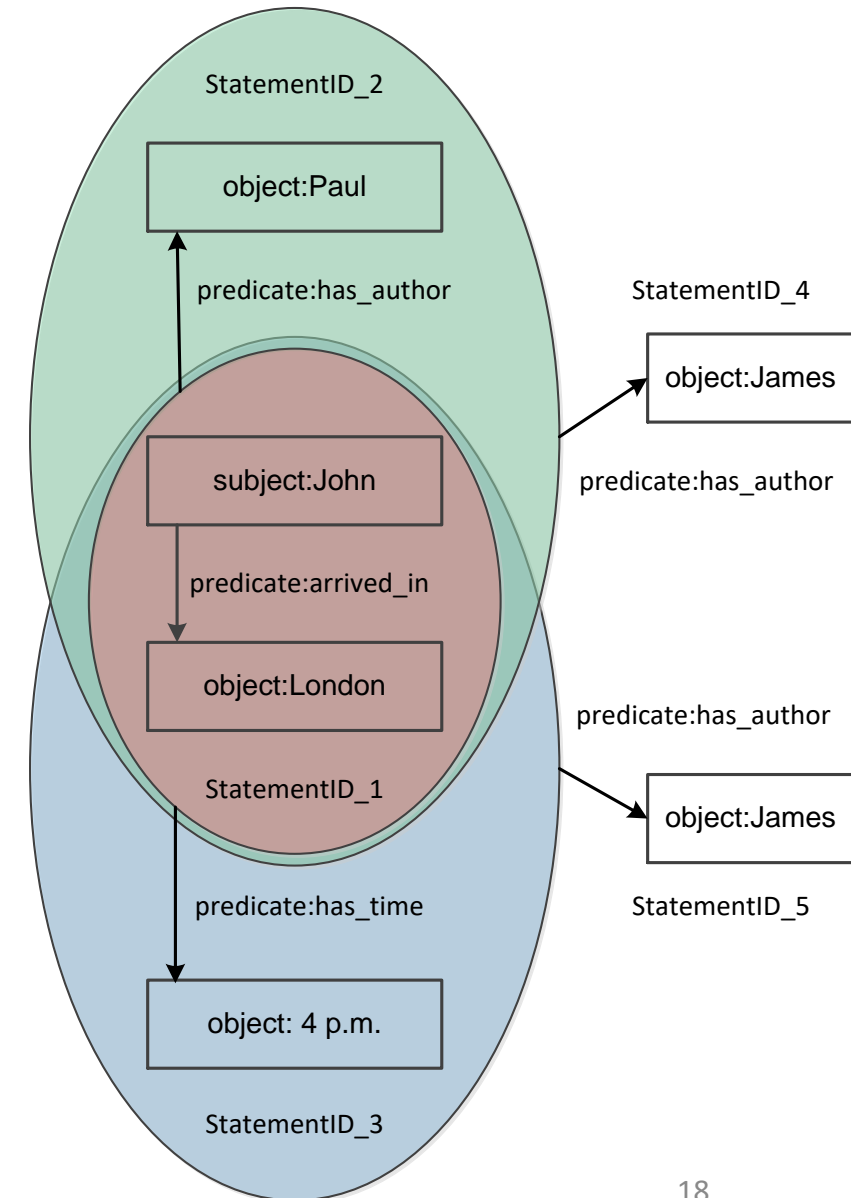 StatementID_2
object:Paul
predicate:has_author
StatementID_4
object:James
predicate:has_author
subject:John
predicate:arrived_in
object:London
StatementID_1
predicate:has_author
object:James
StatementID_5
predicate:has_time
object: 4 p.m.
StatementID_3
18